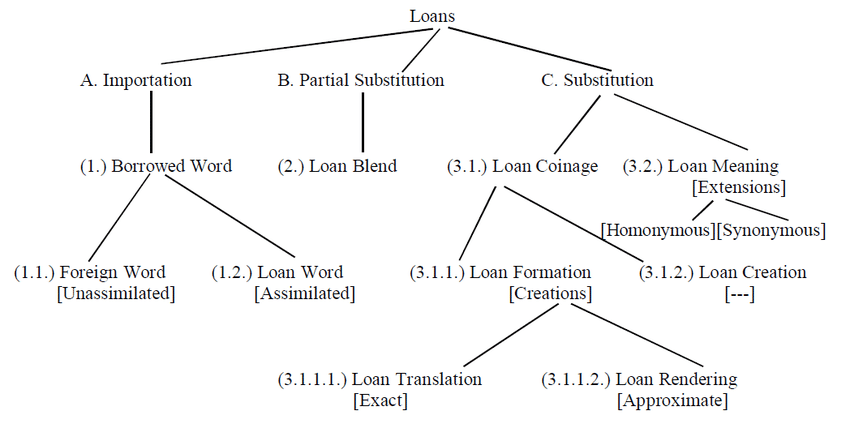 Loans
A. Importation B. Partial Substitution C. Substitution
(1.) Borrowed Word (2.) Loan Blend (3.1.) Loan Coinage (3.2.) Loan Meaning
[Extensions]
[Homonymous][Synonymous]
(1.1.) Foreign Word (1.2.) Loan Word (3.1.1.) Loan Formation (3.1.2.) Loan Creation
[Unassimilated] [Assimilated] [Creations] [---]
(3.1.1.1.) Loan Translation (3.1.1.2.) Loan Rendering
[Exact] [Approximate]